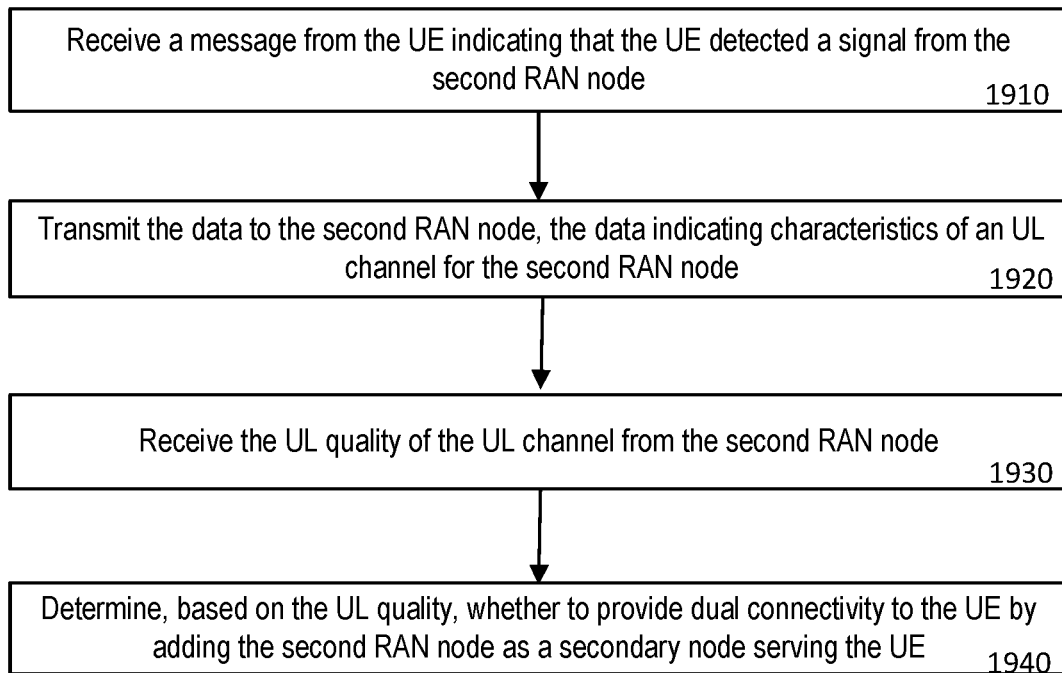 Receive a message from the UE indicating that the UE detected a signal from the
second RAN node
1910
Transmit the data to the second RAN node, the data indicating characteristics of an UL
channel for the second RAN node
1920
Receive the UL quality of the UL channel from the second RAN node
1930
Determine, based on the UL quality, whether to provide dual connectivity to the UE by
adding the second RAN node as a secondary node serving the UE
1940